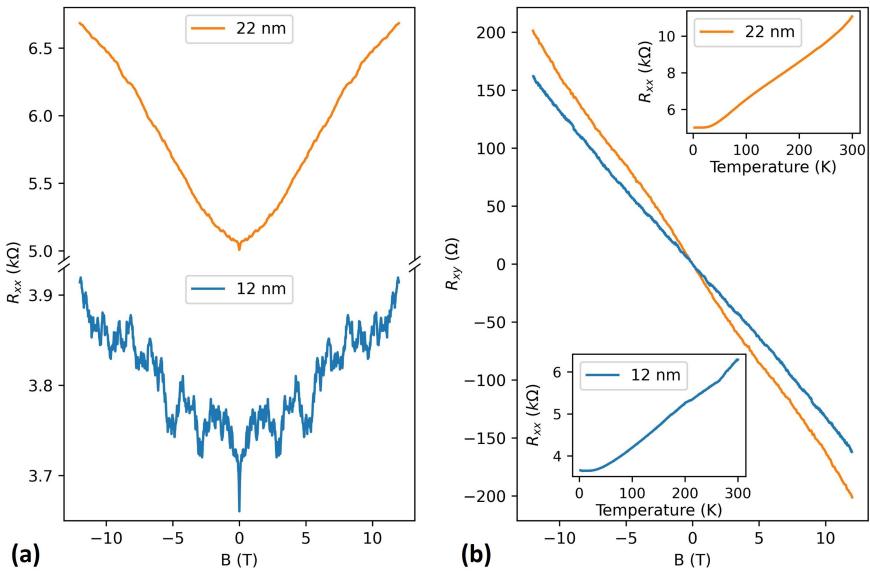 22 nm
6.5
6.0
5.5
5.0
R_xx (kΩ)
12 nm
3.9
3.8
3.7
−10 −5 0 5 10
B (T)
(a)
200
150
100
50
0
−50
−100
−150
−200
R_xy (Ω)
22 nm
10
8
6
R_xx (kΩ)
0 100 200 300
Temperature (K)
12 nm
6
5
4
R_xx (kΩ)
0 100 200 300
Temperature (K)
−10 −5 0 5 10
B (T)
(b)